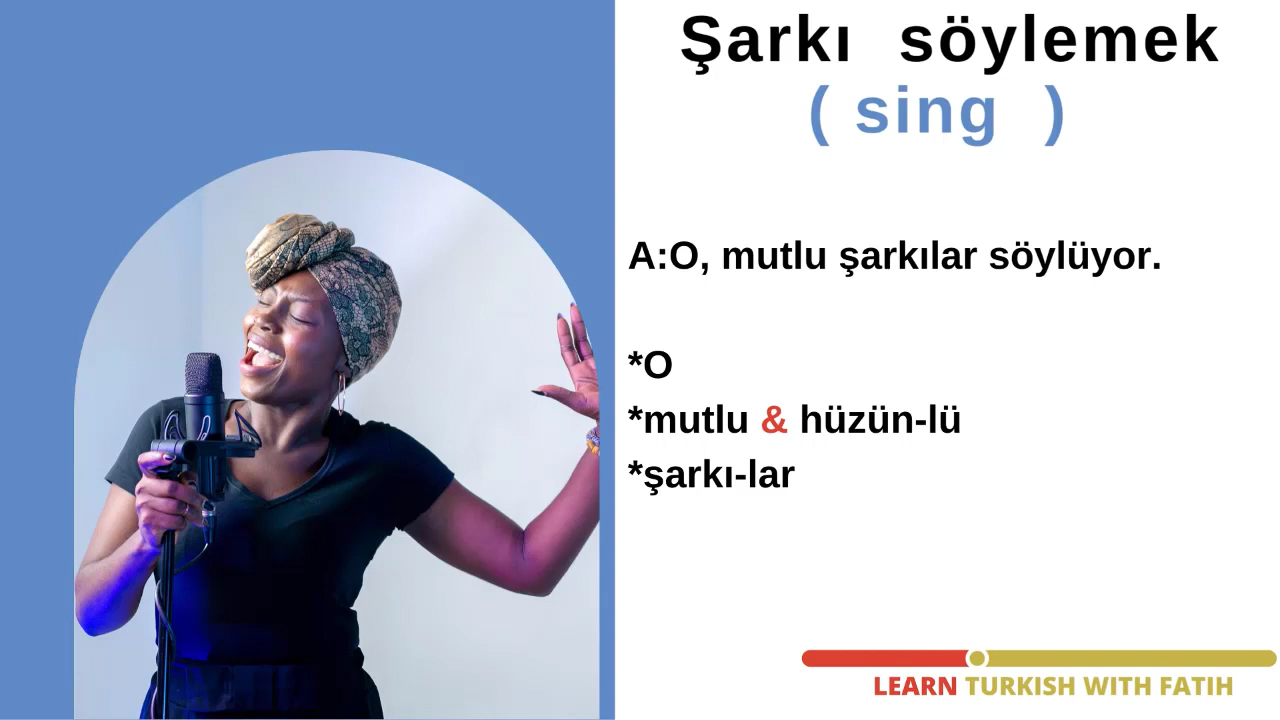 Şarkı söylemek
( sing )
A:O, mutlu şarkılar söylüyor.
*O
*mutlu & hüzün-lü
*şarkı-lar
LEARN TURKISH WITH FATIH